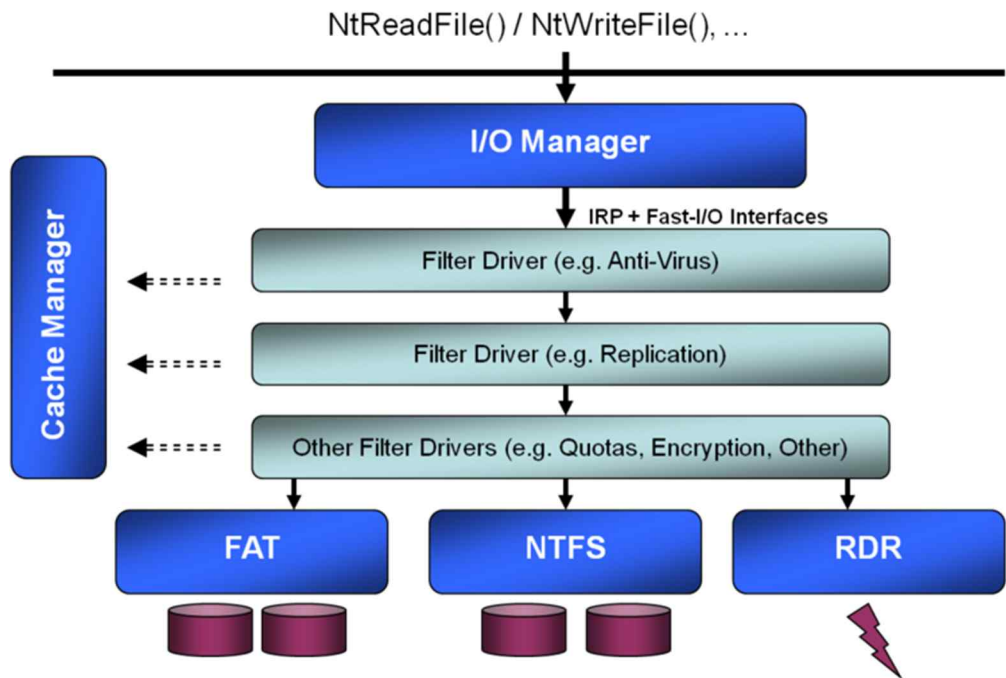 NtReadFile() / NtWriteFile(), ...
I/O Manager
IRP + Fast-I/O Interfaces
Cache Manager
Filter Driver (e.g. Anti-Virus)
Filter Driver (e.g. Replication)
Other Filter Drivers (e.g. Quotas, Encryption, Other)
FAT
NTFS
RDR